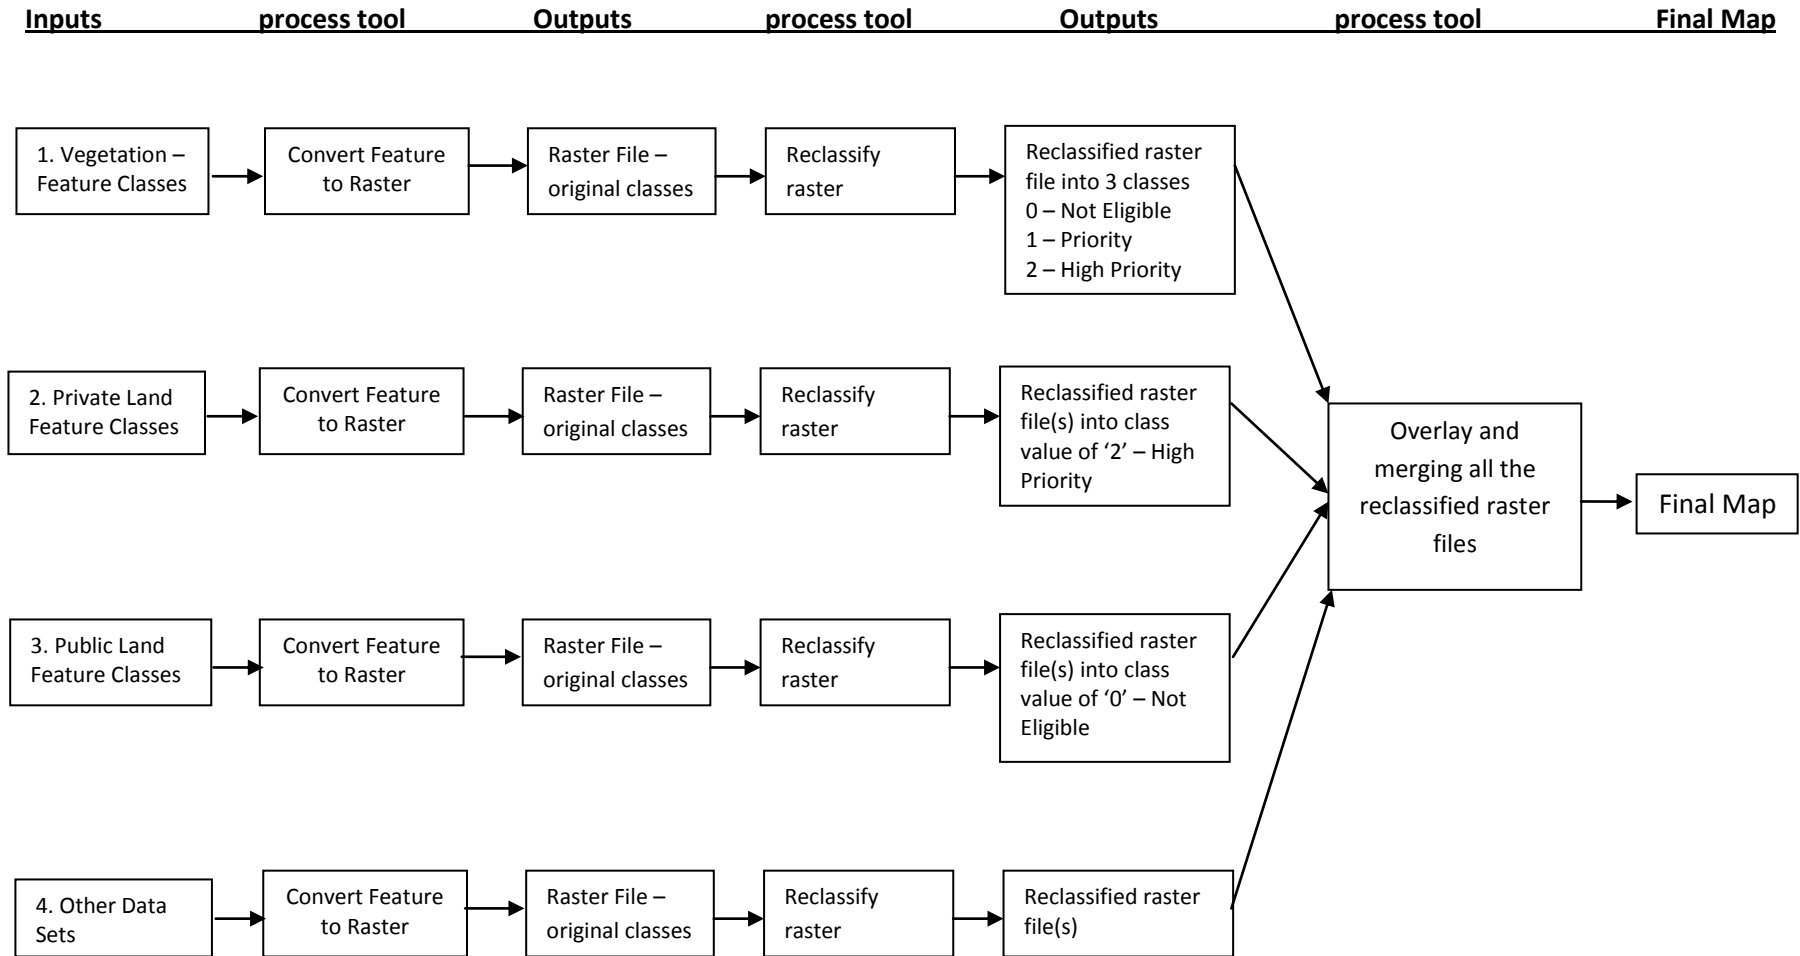 Inputs process tool Outputs process tool Outputs process tool Final Map
1. Vegetation –
Feature Classes
Convert Feature
to Raster
Raster File –
original classes
Reclassify
raster
Reclassified raster
file into 3 classes
0 – Not Eligible
1 – Priority
2 – High Priority
2. Private Land
Feature Classes
Convert Feature
to Raster
Raster File –
original classes
Reclassify
raster
Reclassified raster
file(s) into class
value of ‘2’ – High
Priority
Overlay and
merging all the
reclassified raster
files
Final Map
3. Public Land
Feature Classes
Convert Feature
to Raster
Raster File –
original classes
Reclassify
raster
Reclassified raster
file(s) into class
value of ‘0’ – Not
Eligible
4. Other Data
Sets
Convert Feature
to Raster
Raster File –
original classes
Reclassify
raster
Reclassified raster
file(s)